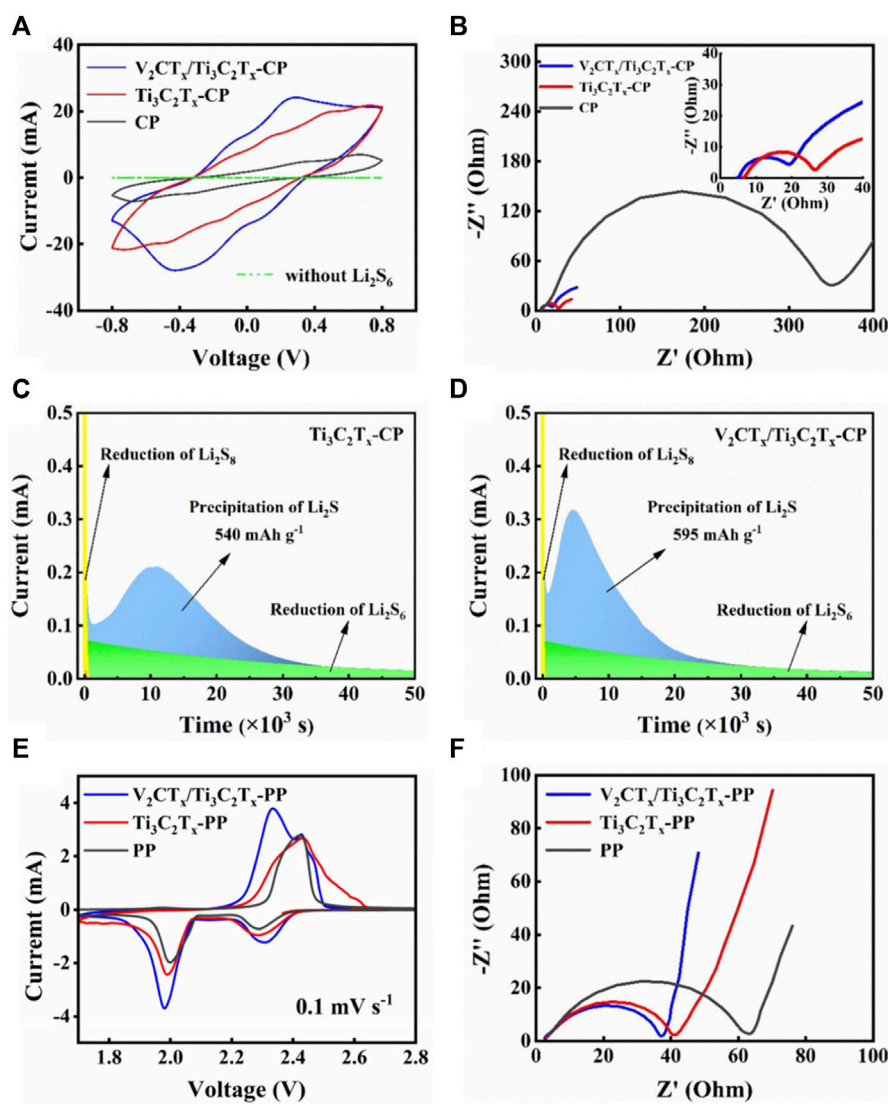 A
40
20
0
-20
-40
Curremt (mA)
V₂CTₓ/Ti₃C₂Tₓ-CP
Ti₃C₂Tₓ-CP
CP
without Li₂S₆
-0.8 -0.4 0.0 0.4 0.8
Voltage (V)
B
300
240
180
120
60
0
-Z'' (Ohm)
V₂CTₓ/Ti₃C₂Tₓ-CP
Ti₃C₂Tₓ-CP
CP
40
30
20
10
0
-Z'' (Ohm)
0 20 40
Z' (Ohm)
0 100 200 300 400
Z' (Ohm)
C
0.5
0.4
0.3
0.2
0.1
0.0
Current (mA)
Ti₃C₂Tₓ-CP
Reduction of Li₂S₈
Precipitation of Li₂S
540 mAh g⁻¹
Reduction of Li₂S₆
0 10 20 30 40 50
Time (×10³ s)
D
0.5
0.4
0.3
0.2
0.1
0.0
Current (mA)
V₂CTₓ/Ti₃C₂Tₓ-CP
Reduction of Li₂S₈
Precipitation of Li₂S
595 mAh g⁻¹
Reduction of Li₂S₆
0 10 20 30 40 50
Time (×10³ s)
E
4
2
0
-2
-4
Curremt (mA)
V₂CTₓ/Ti₃C₂Tₓ-PP
Ti₃C₂Tₓ-PP
PP
0.1 mV s⁻¹
1.8 2.0 2.2 2.4 2.6 2.8
Voltage (V)
F
100
80
60
40
20
0
-Z'' (Ohm)
V₂CTₓ/Ti₃C₂Tₓ-PP
Ti₃C₂Tₓ-PP
PP
0 20 40 60 80 100
Z' (Ohm)